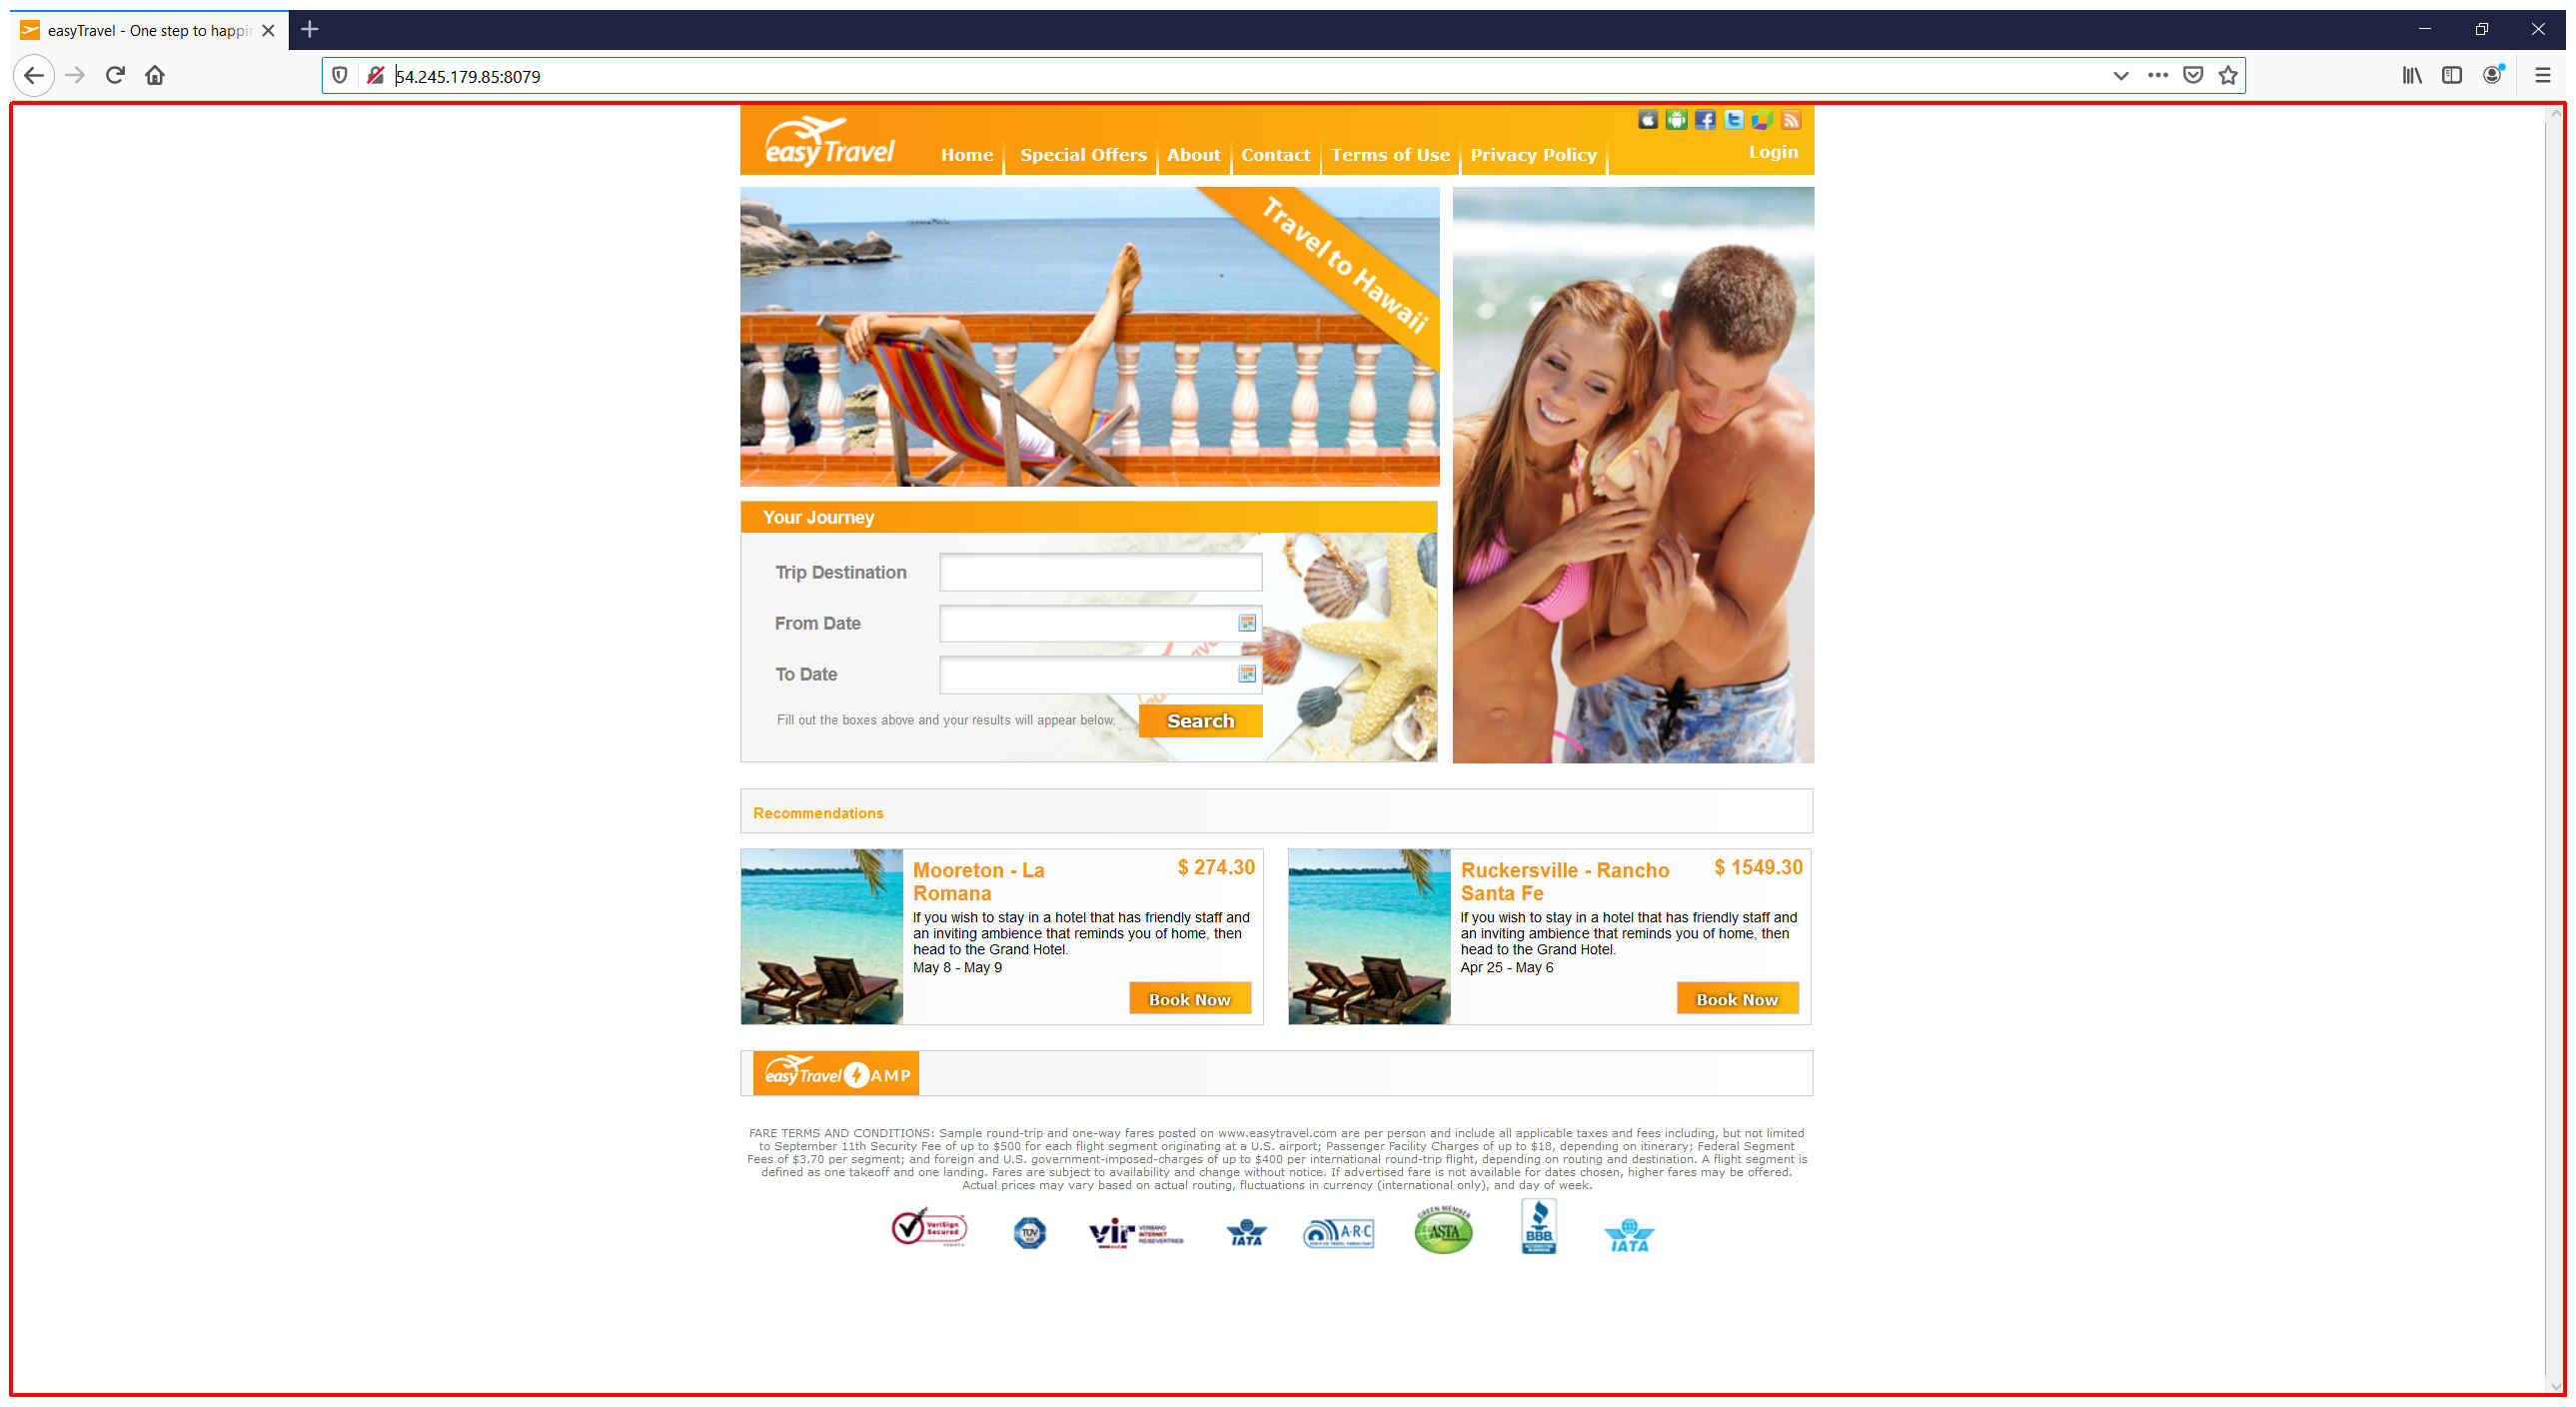 easyTravel - One step to happin
54.245.179.85:8079
easyTravel
Home
Special Offers
About
Contact
Terms of Use
Privacy Policy
Login
Travel to Hawaii
Your Journey
Trip Destination
From Date
To Date
Fill out the boxes above and your results will appear below.
Search
Recommendations
Mooreton - La
Romana
$ 274.30
If you wish to stay in a hotel that has friendly staff and
an inviting ambience that reminds you of home, then
head to the Grand Hotel.
May 8 - May 9
Book Now
Ruckersville - Rancho
Santa Fe
$ 1549.30
If you wish to stay in a hotel that has friendly staff and
an inviting ambience that reminds you of home, then
head to the Grand Hotel.
Apr 25 - May 6
Book Now
easyTravel AMP
FARE TERMS AND CONDITIONS: Sample round-trip and one-way fares posted on www.easytravel.com are per person and include all applicable taxes and fees including, but not limited
to September 11th Security Fee of up to $500 for each flight segment originating at a U.S. airport; Passenger Facility Charges of up to $18, depending on itinerary; Federal Segment
Fees of $3.70 per segment; and foreign and U.S. government-imposed-charges of up to $400 per international round-trip flight, depending on routing and destination. A flight segment is
defined as one takeoff and one landing. Fares are subject to availability and change without notice. If advertised fare is not available for dates chosen, higher fares may be offered.
Actual prices may vary based on actual routing, fluctuations in currency (international only), and day of week.
VeriSign
Secured
TÜV
vir
VERBAND
INTERNET
REISEVERTRIEB
IATA
A·R·C
GREEN MEMBER
ASTA
BBB
ACCREDITED
BUSINESS
IATA